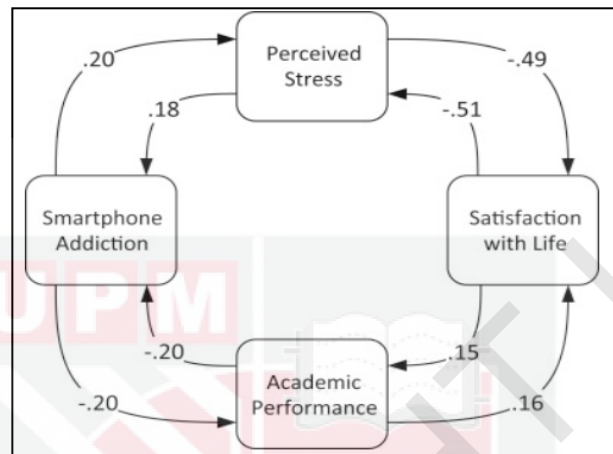 Perceived
Stress
.20
-.49
.18
-.51
Smartphone
Addiction
Satisfaction
with Life
UPM
-.20
.15
Academic
Performance
-.20
.16